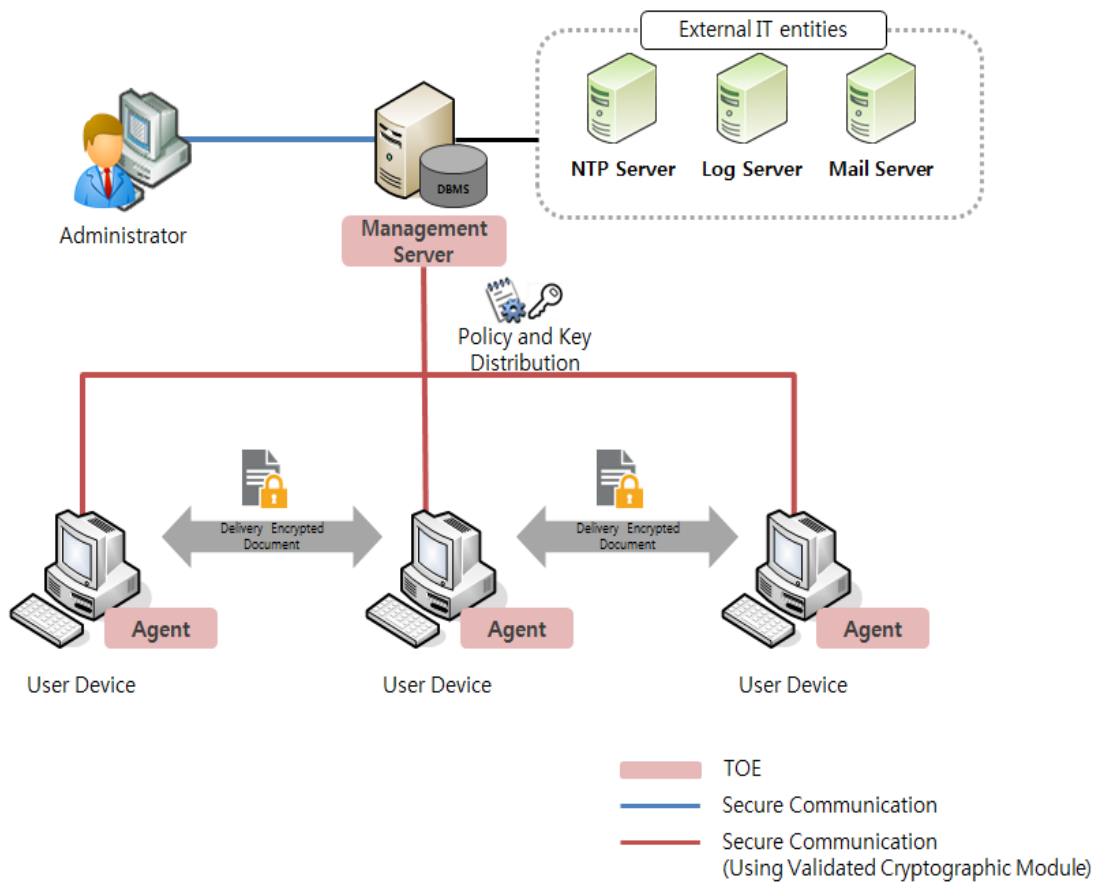 External IT entities
NTP Server
Log Server
Mail Server
DBMS
Administrator
Management
Server
Policy and Key
Distribution
Delivery Encrypted
Document
Delivery Encrypted
Document
Agent
Agent
Agent
User Device
User Device
User Device
TOE
Secure Communication
Secure Communication
(Using Validated Cryptographic Module)